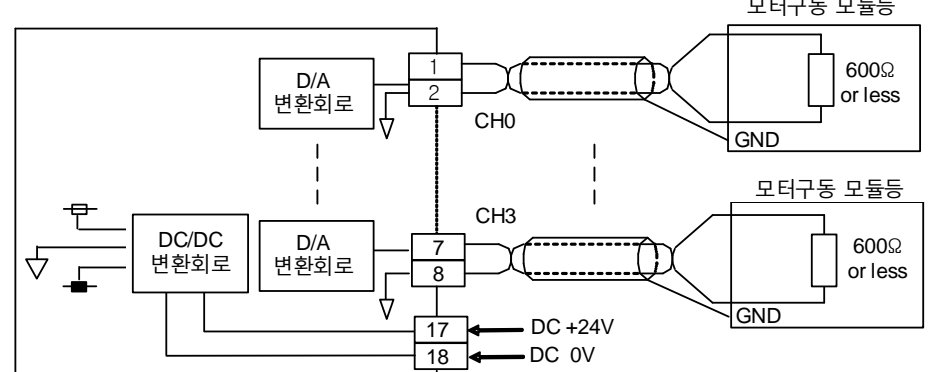 모터구동 모듈등
1
2
D/A
변환회로
600Ω
or less
CH0
GND
모터구동 모듈등
CH3
DC/DC
변환회로
D/A
변환회로
7
8
600Ω
or less
GND
17
DC +24V
18
DC 0V